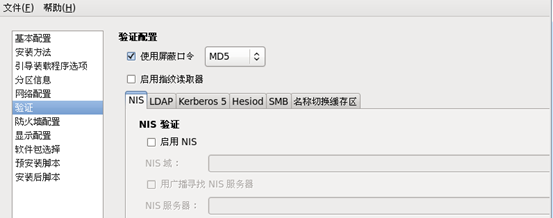 文件(F) 帮助(H)
基本配置
安装方法
引导装载程序选项
分区信息
网络配置
验证
防火墙配置
显示配置
软件包选择
预安装脚本
安装后脚本
验证配置
使用屏蔽口令 MD5
启用指纹读取器
NIS LDAP Kerberos 5 Hesiod SMB 名称切换缓存区
NIS 验证
启用 NIS
NIS 域：
用广播寻找 NIS 服务器
NIS 服务器：